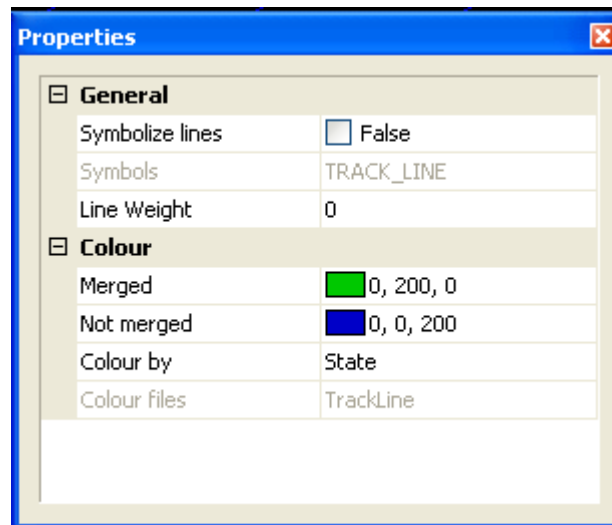 Properties
General
Symbolize lines False
Symbols TRACK_LINE
Line Weight 0
Colour
Merged 0, 200, 0
Not merged 0, 0, 200
Colour by State
Colour files TrackLine